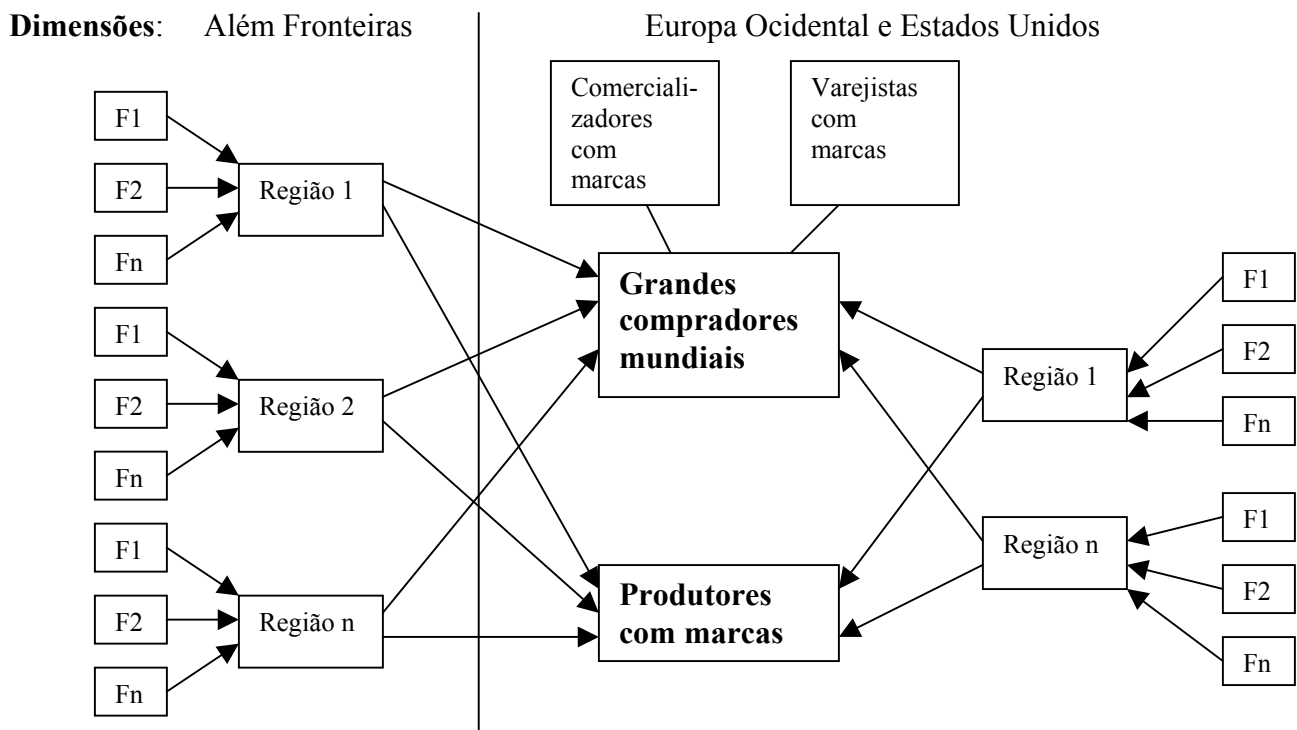 Dimensões: Além Fronteiras
Europa Ocidental e Estados Unidos
Comerciali-
zadores
com
marcas
Varejistas
com
marcas
F1
F2
Fn
Região 1
F1
F2
Fn
Região 2
F1
F2
Fn
Região n
Grandes
compradores
mundiais
Produtores
com marcas
Região 1
F1
F2
Fn
Região n
F1
F2
Fn